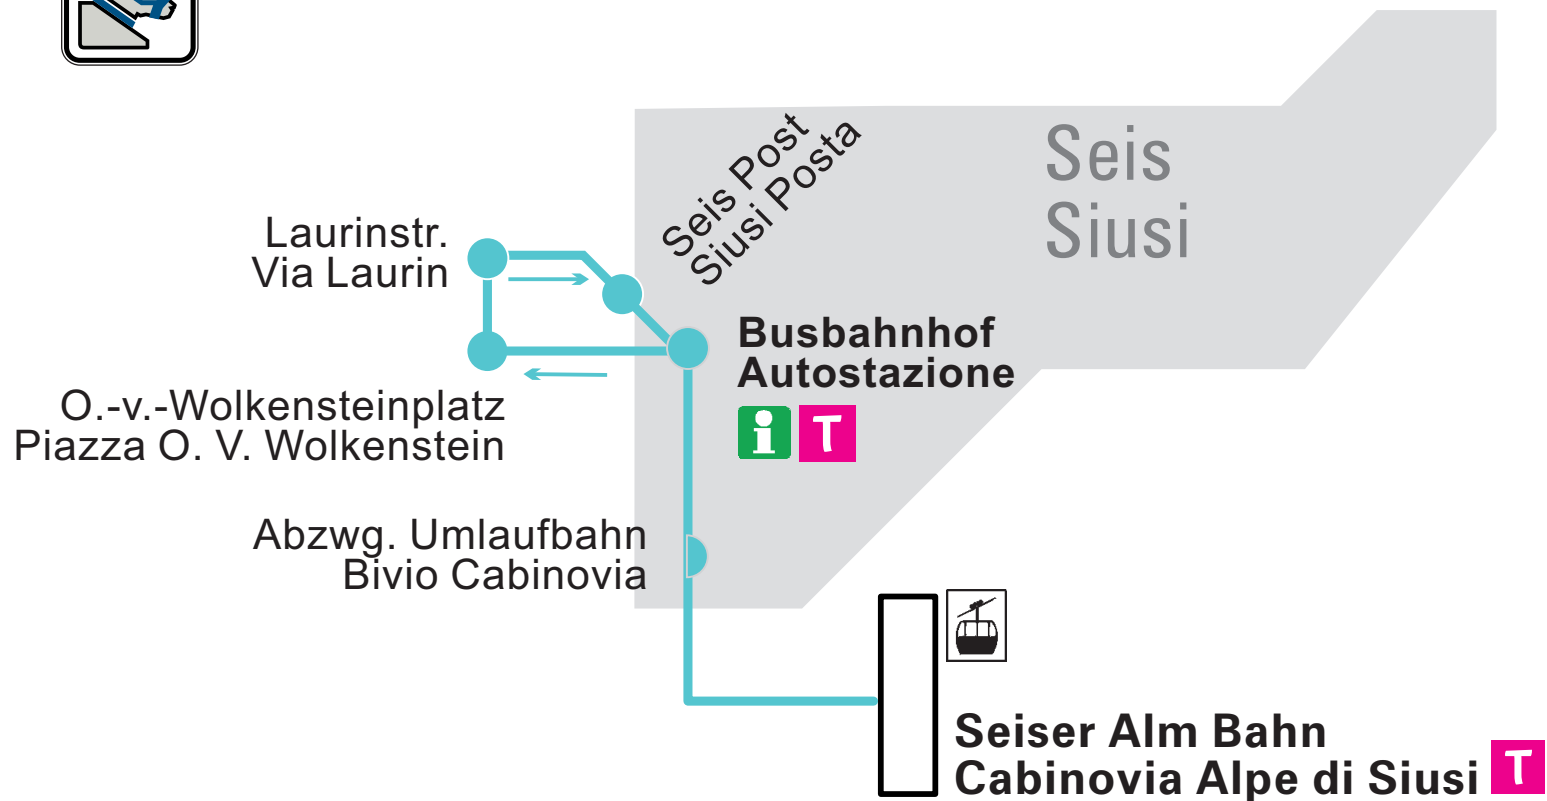 Seis Post
Siusi Posta
Seis
Siusi
Laurinstr.
Via Laurin
Busbahnhof
Autostazione
i T
O.-v.-Wolkensteinplatz
Piazza O. V. Wolkenstein
Abzwg. Umlaufbahn
Bivio Cabinovia
Seiser Alm Bahn
Cabinovia Alpe di Siusi T